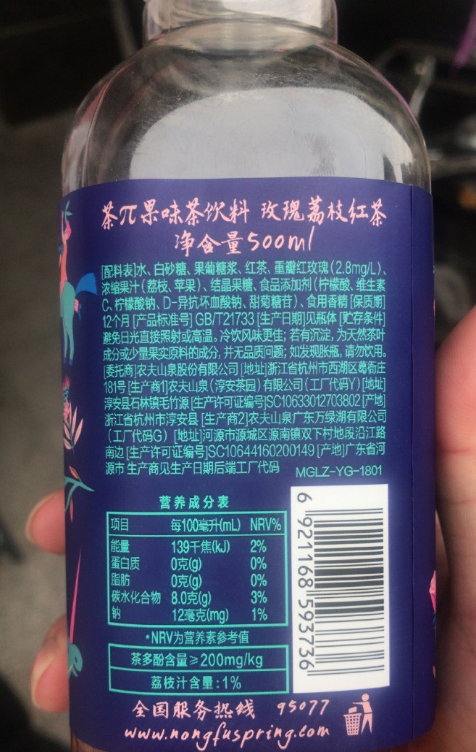 茶π果味茶饮料 玫瑰荔枝红茶
净含量500ml
[配料表]水、白砂糖、果葡糖浆、红茶、重瓣红玫瑰(2.8mg/L)、
浓缩果汁(荔枝、苹果)、结晶果糖、食品添加剂(柠檬酸、维生素
C、柠檬酸钠、D-异抗坏血酸钠、甜菊糖苷)、食用香精 [保质期]
12个月 [产品标准号] GB/T21733 [生产日期]见瓶体 [贮存条件]
避免日光直接照射或高温。冷饮风味更佳;若有沉淀,为天然茶
成分或少量果实原料的成分,并无品质问题;如发现胀瓶,请勿饮用。
[委托商]农夫山泉股份有限公司 [地址]浙江省杭州市西湖区葛衙庄
181号 [生产商1]农夫山泉(淳安茶园)有限公司(工厂代码Y) [地址]
淳安县石林镇毛竹源 [生产许可证编号]SC10633012703802 [产地]
浙江省杭州市淳安县 [生产商2]农夫山泉广东万绿湖有限公司
(工厂代码G) [地址]河源市源城区源南镇双下村地段沿江路
南边 [生产许可证编号]SC10644160200149 [产地]广东省河
源市 生产商见生产日期后端工厂代码 MGLZ-YG-1801
营养成分表
项目 每100毫升(mL) NRV%
能量 139千焦(kJ) 2%
蛋白质 0克(g) 0%
脂肪 0克(g) 0%
碳水化合物 8.0克(g) 3%
钠 12毫克(mg) 1%
*NRV为营养素参考值
茶多酚含量≥200mg/kg
荔枝汁含量:1%
6 921168 593736
全国服务热线 95077
www.nongfuspring.com